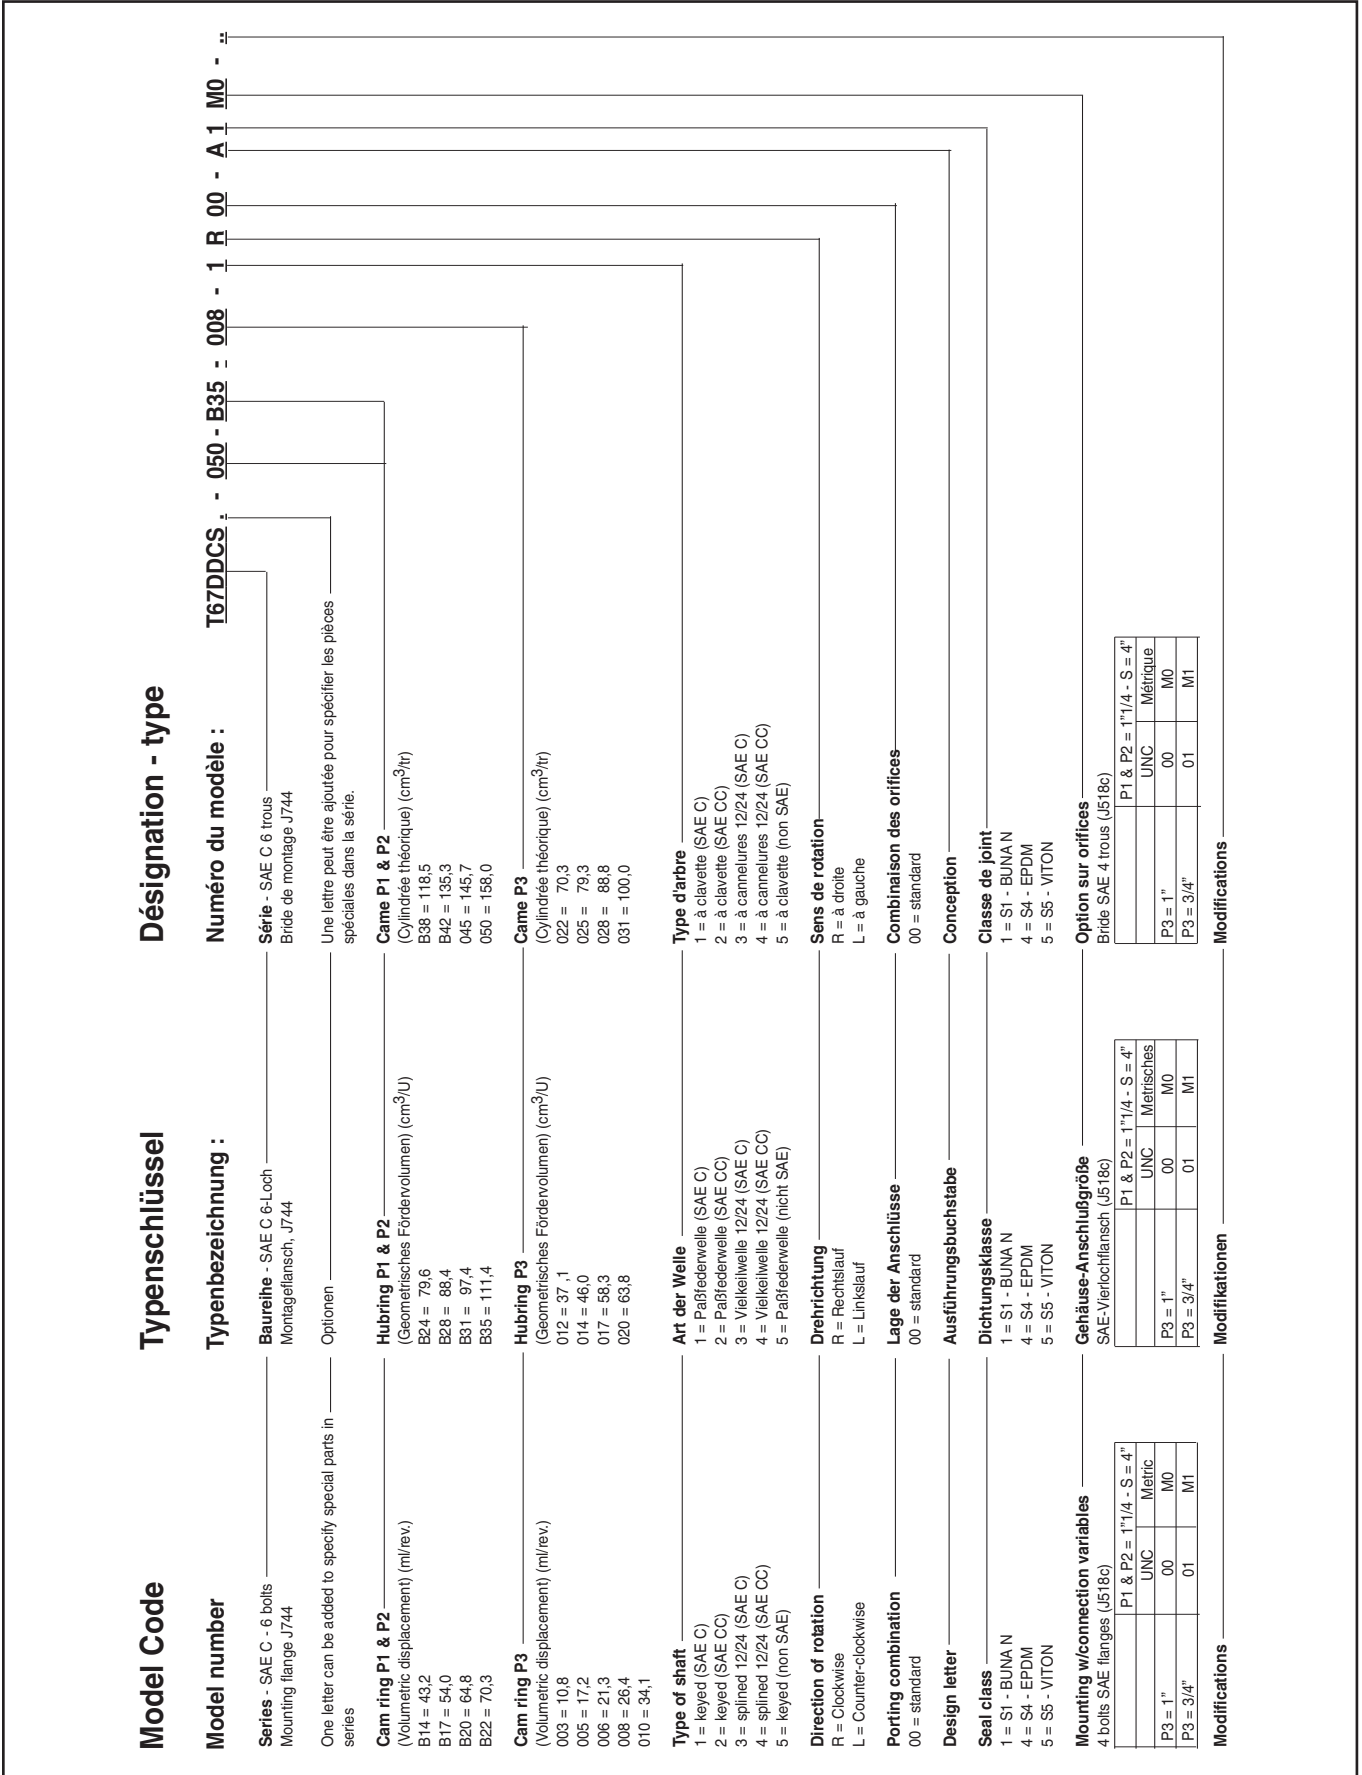 Model Code
Typenschlüssel
Désignation - type
Model number
Typenbezeichnung :
Numéro du modèle :
T67DDCS . - 050 - B35 - 008 - 1 R 00 - A 1 M0 - ..
Series - SAE C - 6 bolts
Mounting flange J744
Baureihe - SAE C 6-Loch
Montageflansch, J744
Série - SAE C 6 trous
Bride de montage J744
One letter can be added to specify special parts in
series
Optionen
Une lettre peut être ajoutée pour spécifier les pièces
spéciales dans la série.
Cam ring P1 & P2
(Volumetric displacement) (ml/rev.)
B14 = 43,2
B17 = 54,0
B20 = 64,8
B22 = 70,3
Hubring P1 & P2
(Geometrisches Fördervolumen) (cm³/U)
B24 = 79,6
B28 = 88,4
B31 = 97,4
B35 = 111,4
Came P1 & P2
(Cylindrée théorique) (cm³/tr)
B38 = 118,5
B42 = 135,3
045 = 145,7
050 = 158,0
Cam ring P3
(Volumetric displacement) (ml/rev.)
003 = 10,8
005 = 17,2
006 = 21,3
008 = 26,4
010 = 34,1
Hubring P3
(Geometrisches Fördervolumen) (cm³/U)
012 = 37 ,1
014 = 46,0
017 = 58,3
020 = 63,8
Came P3
(Cylindrée théorique) (cm³/tr)
022 = 70,3
025 = 79,3
028 = 88,8
031 = 100,0
Type of shaft
1 = keyed (SAE C)
2 = keyed (SAE CC)
3 = splined 12/24 (SAE C)
4 = splined 12/24 (SAE CC)
5 = keyed (non SAE)
Art der Welle
1 = Paßfederwelle (SAE C)
2 = Paßfederwelle (SAE CC)
3 = Vielkeilwelle 12/24 (SAE C)
4 = Vielkeilwelle 12/24 (SAE CC)
5 = Paßfederwelle (nicht SAE)
Type d'arbre
1 = à clavette (SAE C)
2 = à clavette (SAE CC)
3 = à cannelures 12/24 (SAE C)
4 = à cannelures 12/24 (SAE CC)
5 = à clavette (non SAE)
Direction of rotation
R = Clockwise
L = Counter-clockwise
Drehrichtung
R = Rechtslauf
L = Linkslauf
Sens de rotation
R = à droite
L = à gauche
Porting combination
00 = standard
Lage der Anschlüsse
00 = standard
Combinaison des orifices
00 = standard
Design letter
Ausführungsbuchstabe
Conception
Seal class
1 = S1 - BUNA N
4 = S4 - EPDM
5 = S5 - VITON
Dichtungsklasse
1 = S1 - BUNA N
4 = S4 - EPDM
5 = S5 - VITON
Classe de joint
1 = S1 - BUNA N
4 = S4 - EPDM
5 = S5 - VITON
Mounting w/connection variables
4 bolts SAE flanges (J518c)
P1 & P2 = 1"1/4 - S = 4"
UNC Metric
P3 = 1" 00 M0
P3 = 3/4" 01 M1
Gehäuse-Anschlußgröße
SAE-Vierlochflansch (J518c)
P1 & P2 = 1"1/4 - S = 4"
UNC Metrisches
P3 = 1" 00 M0
P3 = 3/4" 01 M1
Option sur orifices
Bride SAE 4 trous (J518c)
P1 & P2 = 1"1/4 - S = 4"
UNC Métrique
P3 = 1" 00 M0
P3 = 3/4" 01 M1
Modifications
Modifikationen
Modifications